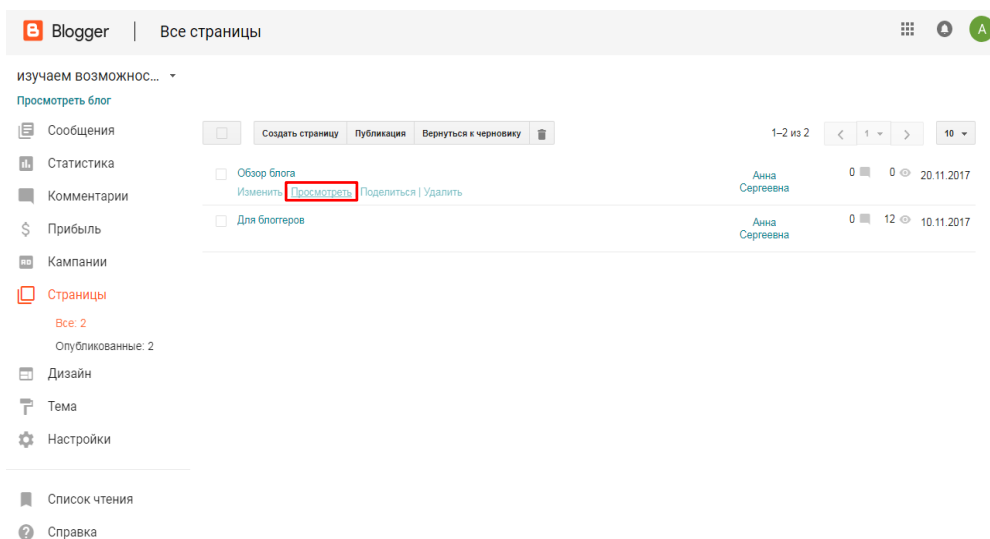 Blogger | Все страницы
А
изучаем возможнос...
Просмотреть блог
Сообщения
Статистика
Комментарии
Прибыль
Кампании
Страницы
Все: 2
Опубликованные: 2
Дизайн
Тема
Настройки
Список чтения
Справка
Создать страницу Публикация Вернуться к черновику
1–2 из 2 1 10
Обзор блога
Изменить | Просмотреть | Поделиться | Удалить
Анна
Сергеевна
0 0 20.11.2017
Для блоггеров
Анна
Сергеевна
0 12 10.11.2017